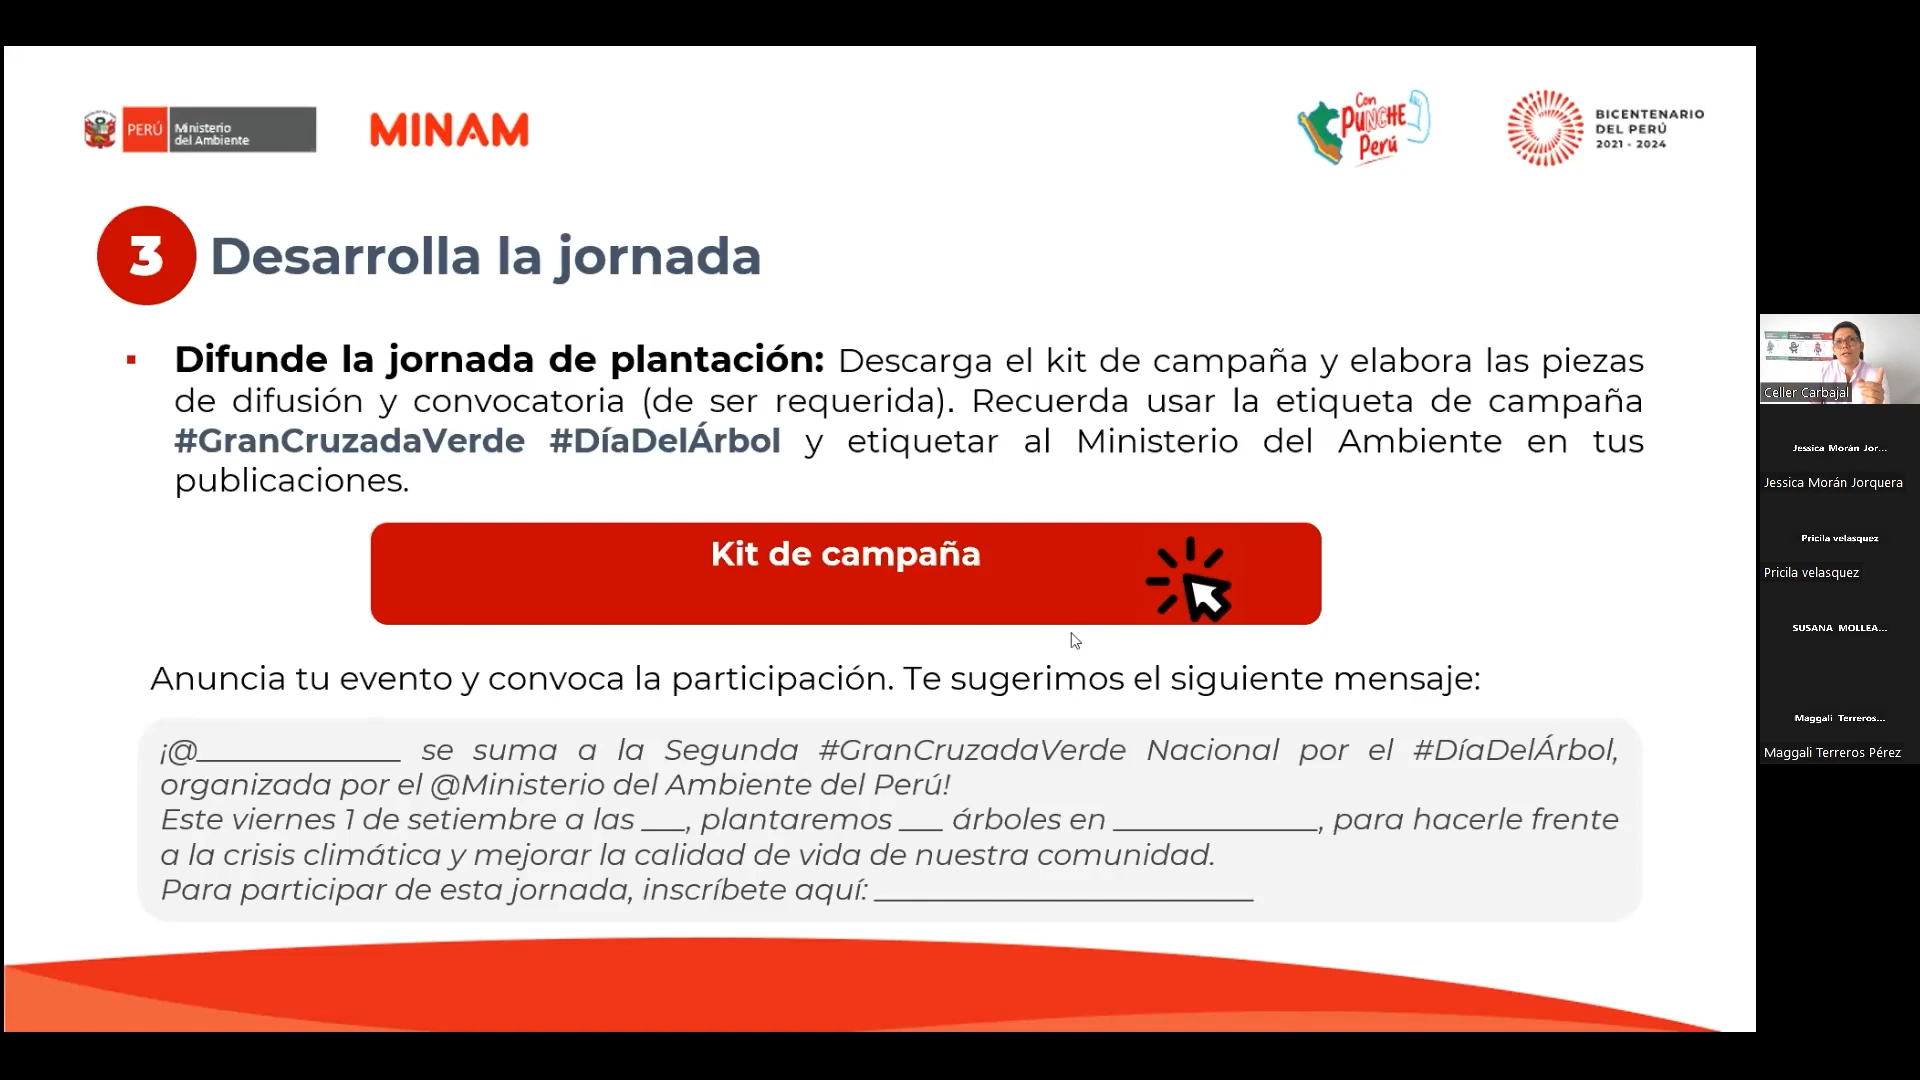 PERÚ
Ministerio
del Ambiente
MINAM
Con
PUNCHE
Perú
BICENTENARIO
DEL PERÚ
2021 - 2024
3 Desarrolla la jornada
▪ Difunde la jornada de plantación: Descarga el kit de campaña y elabora las piezas
de difusión y convocatoria (de ser requerida). Recuerda usar la etiqueta de campaña
#GranCruzadaVerde #DíaDelÁrbol y etiquetar al Ministerio del Ambiente en tus
publicaciones.
Kit de campaña
Anuncia tu evento y convoca la participación. Te sugerimos el siguiente mensaje:
¡@_____________ se suma a la Segunda #GranCruzadaVerde Nacional por el #DíaDelÁrbol,
organizada por el @Ministerio del Ambiente del Perú!
Este viernes 1 de setiembre a las ___, plantaremos ___ árboles en ______________, para hacerle frente
a la crisis climática y mejorar la calidad de vida de nuestra comunidad.
Para participar de esta jornada, inscríbete aquí: __________________________
Celler Carbajal
Jessica Morán Jor...
Jessica Morán Jorquera
Pricila velasquez
Pricila velasquez
SUSANA MOLLEA...
Maggali Terreros...
Maggali Terreros Pérez